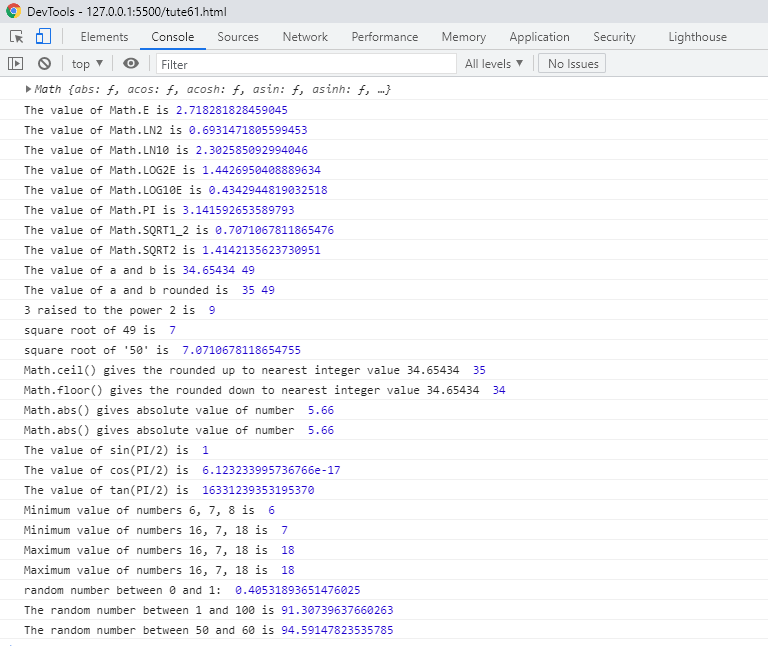 DevTools - 127.0.0.1:5500/tute61.html
Elements Console Sources Network Performance Memory Application Security Lighthouse
top ▼ Filter All levels ▼ No Issues
▶Math {abs: ƒ, acos: ƒ, acosh: ƒ, asin: ƒ, asinh: ƒ, …}
The value of Math.E is 2.718281828459045
The value of Math.LN2 is 0.6931471805599453
The value of Math.LN10 is 2.302585092994046
The value of Math.LOG2E is 1.4426950408889634
The value of Math.LOG10E is 0.4342944819032518
The value of Math.PI is 3.141592653589793
The value of Math.SQRT1_2 is 0.7071067811865476
The value of Math.SQRT2 is 1.4142135623730951
The value of a and b is 34.65434 49
The value of a and b rounded is  35 49
3 raised to the power 2 is  9
square root of 49 is  7
square root of '50' is  7.0710678118654755
Math.ceil() gives the rounded up to nearest integer value 34.65434  35
Math.floor() gives the rounded down to nearest integer value 34.65434  34
Math.abs() gives absolute value of number  5.66
Math.abs() gives absolute value of number  5.66
The value of sin(PI/2) is  1
The value of cos(PI/2) is  6.123233995736766e-17
The value of tan(PI/2) is  16331239353195370
Minimum value of numbers 6, 7, 8 is  6
Minimum value of numbers 16, 7, 18 is  7
Maximum value of numbers 16, 7, 18 is  18
Maximum value of numbers 16, 7, 18 is  18
random number between 0 and 1:  0.40531893651476025
The random number between 1 and 100 is 91.30739637660263
The random number between 50 and 60 is 94.59147823535785